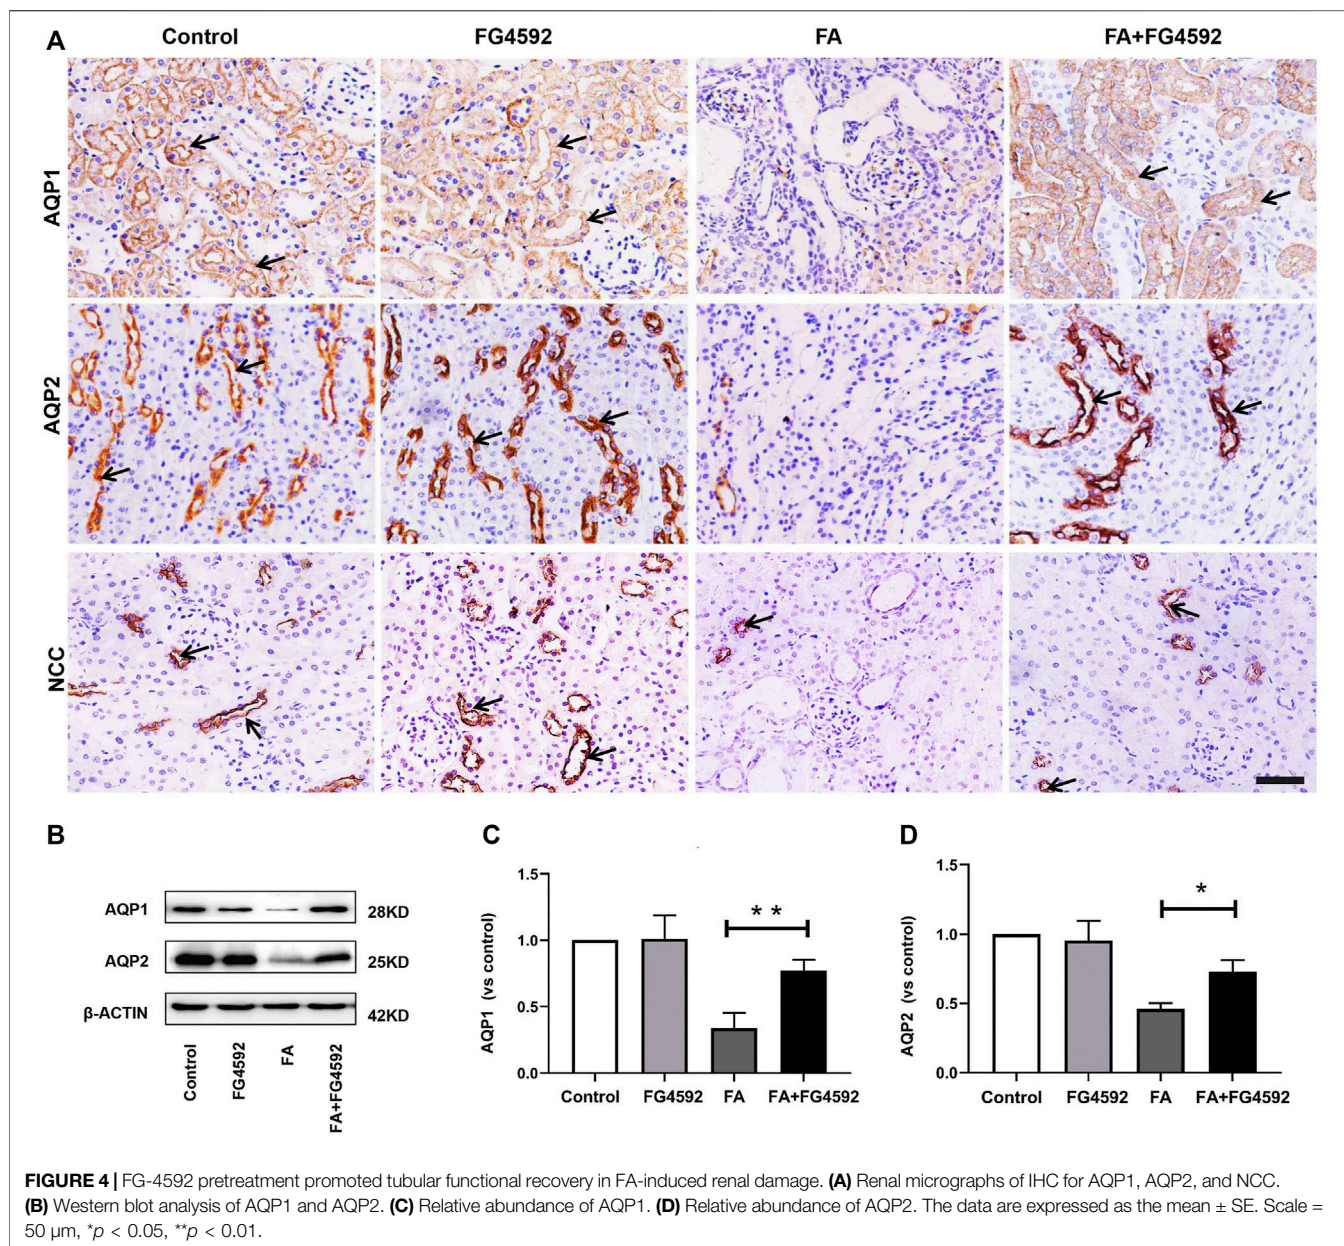 A
Control FG4592 FA FA+FG4592
AQP1
AQP2
NCC
B
AQP1 28KD
AQP2 25KD
β-ACTIN 42KD
Control FG4592 FA FA+FG4592
C
AQP1 (vs control)
1.5
1.0
0.5
0.0
* *
Control FG4592 FA FA+FG4592
D
AQP2 (vs control)
1.5
1.0
0.5
0.0
*
Control FG4592 FA FA+FG4592
FIGURE 4 | FG-4592 pretreatment promoted tubular functional recovery in FA-induced renal damage. (A) Renal micrographs of IHC for AQP1, AQP2, and NCC.
(B) Western blot analysis of AQP1 and AQP2. (C) Relative abundance of AQP1. (D) Relative abundance of AQP2. The data are expressed as the mean ± SE. Scale =
50 μm, *p < 0.05, **p < 0.01.